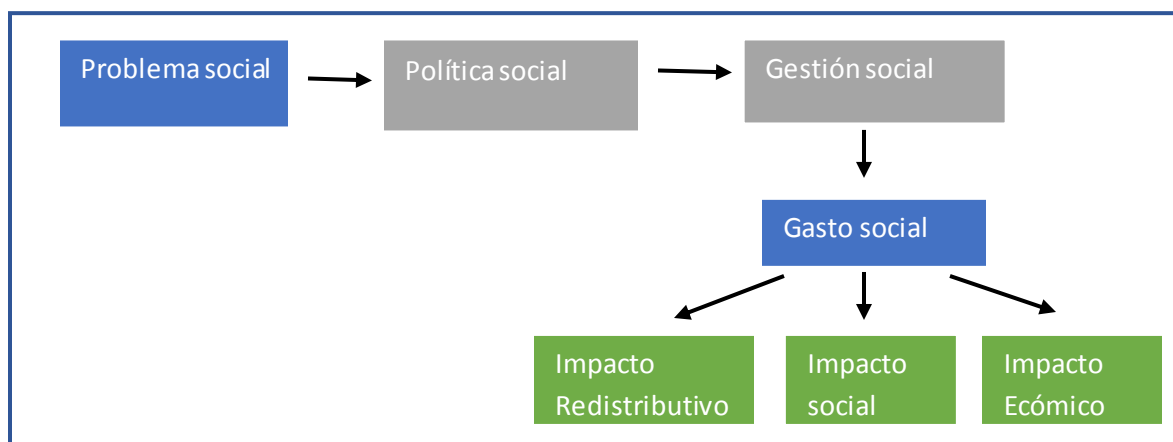 Problema social
Política social
Gestión social
Gasto social
Impacto
Redistributivo
Impacto
social
Impacto
Ecómico